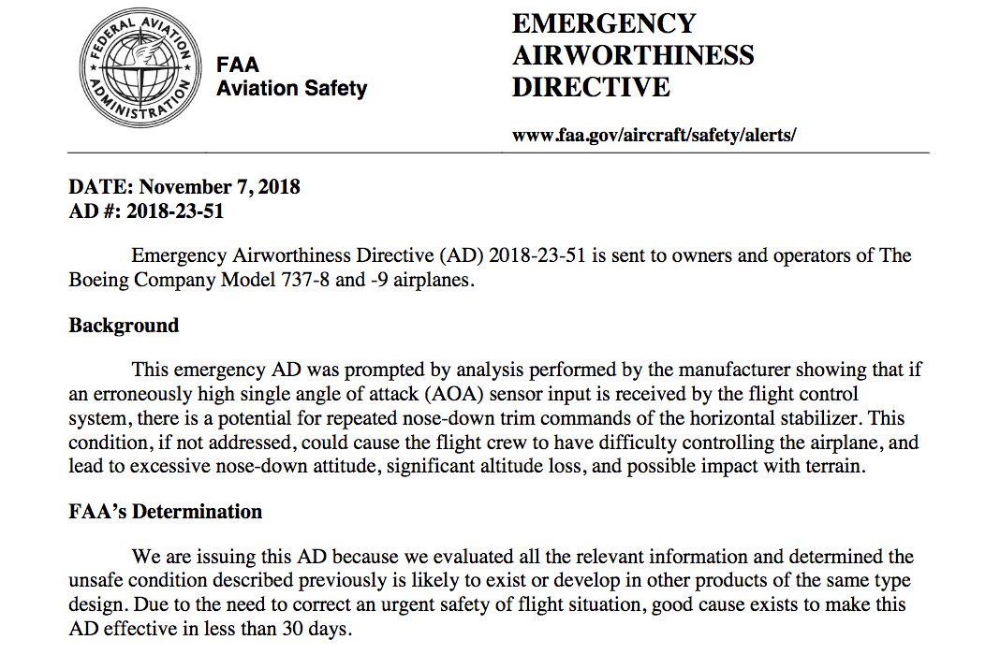 FEDERAL AVIATION
ADMINISTRATION
FAA
Aviation Safety
EMERGENCY
AIRWORTHINESS
DIRECTIVE
www.faa.gov/aircraft/safety/alerts/
DATE: November 7, 2018
AD #: 2018-23-51
Emergency Airworthiness Directive (AD) 2018-23-51 is sent to owners and operators of The
Boeing Company Model 737-8 and -9 airplanes.
Background
This emergency AD was prompted by analysis performed by the manufacturer showing that if
an erroneously high single angle of attack (AOA) sensor input is received by the flight control
system, there is a potential for repeated nose-down trim commands of the horizontal stabilizer. This
condition, if not addressed, could cause the flight crew to have difficulty controlling the airplane, and
lead to excessive nose-down attitude, significant altitude loss, and possible impact with terrain.
FAA’s Determination
We are issuing this AD because we evaluated all the relevant information and determined the
unsafe condition described previously is likely to exist or develop in other products of the same type
design. Due to the need to correct an urgent safety of flight situation, good cause exists to make this
AD effective in less than 30 days.